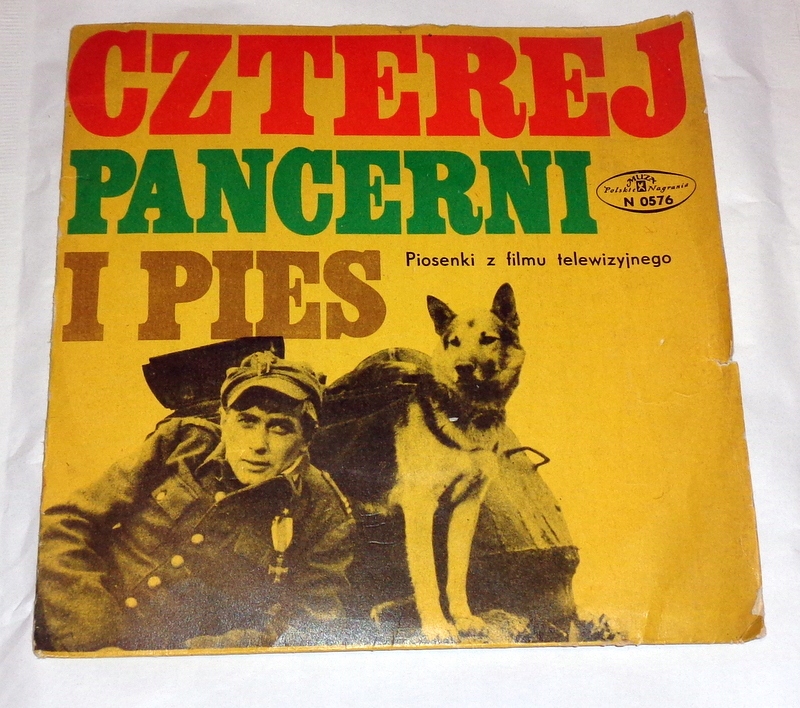 CZTEREJ
PANCERNI
I PIES
MUZA
Polskie Nagrania
N 0576
Piosenki z filmu telewizyjnego